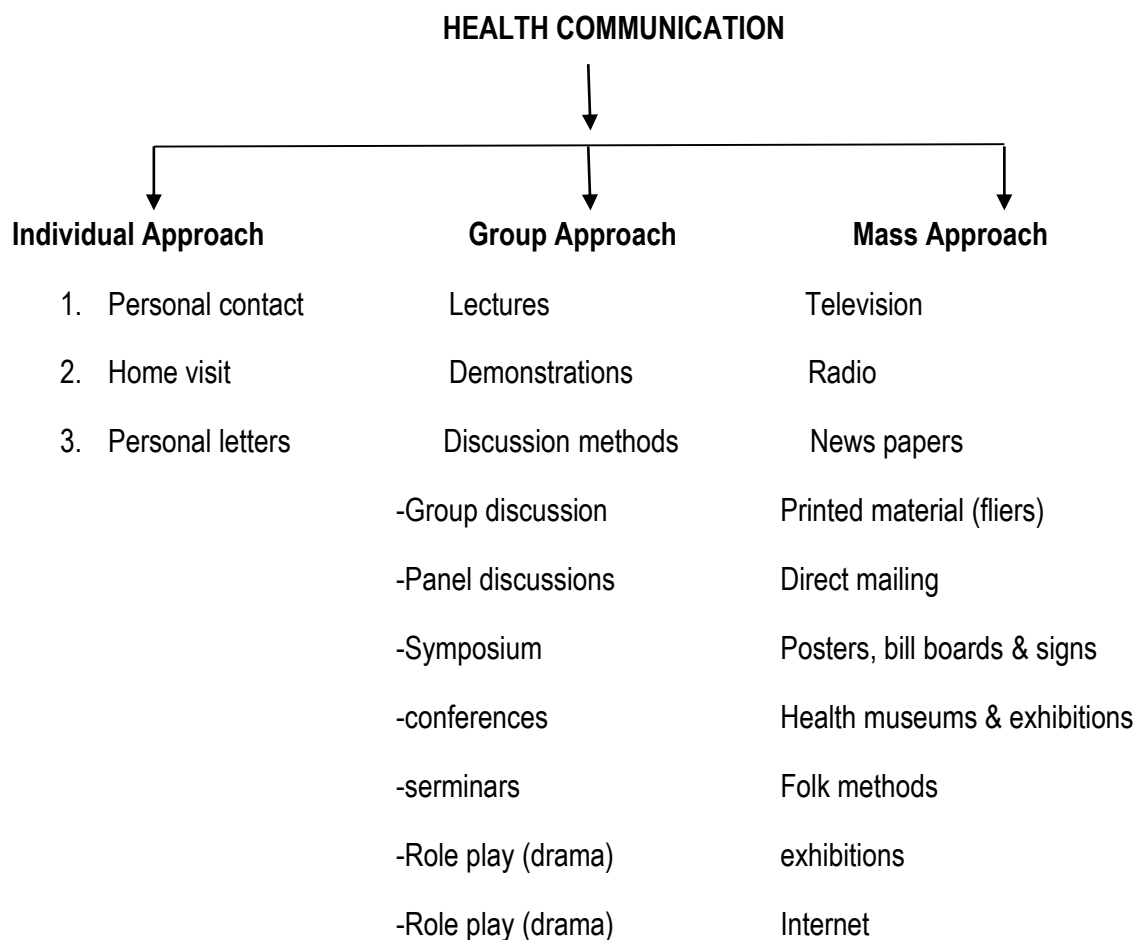 HEALTH COMMUNICATION
Individual Approach Group Approach Mass Approach
1. Personal contact Lectures Television
2. Home visit Demonstrations Radio
3. Personal letters Discussion methods News papers
-Group discussion Printed material (fliers)
-Panel discussions Direct mailing
-Symposium Posters, bill boards & signs
-conferences Health museums & exhibitions
-serminars Folk methods
-Role play (drama) exhibitions
-Role play (drama) Internet